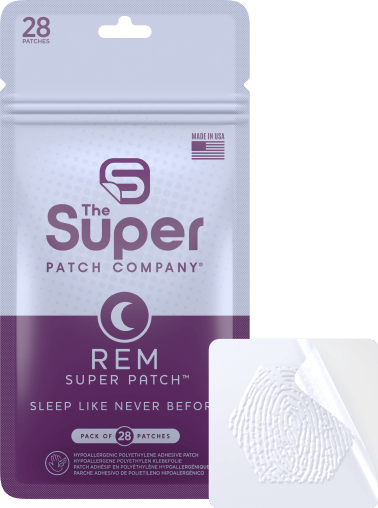 28
PATCHES
MADE IN USA
The
Super
PATCH COMPANY®
REM
SUPER PATCH™
SLEEP LIKE NEVER BEFOR
PACK OF 28 PATCHES
HYPOALLERGENIC POLYETHYLENE ADHESIVE PATCH
HYPOALLERGENE POLYETHYLEN KLEBEFOLIE
PATCH ADHÉSIF EN POLYÉTHYLÈNE HYPOALLERGÉNIQUE
PARCHE ADHESIVO DE POLIETILENO HIPOALERGÉNICO